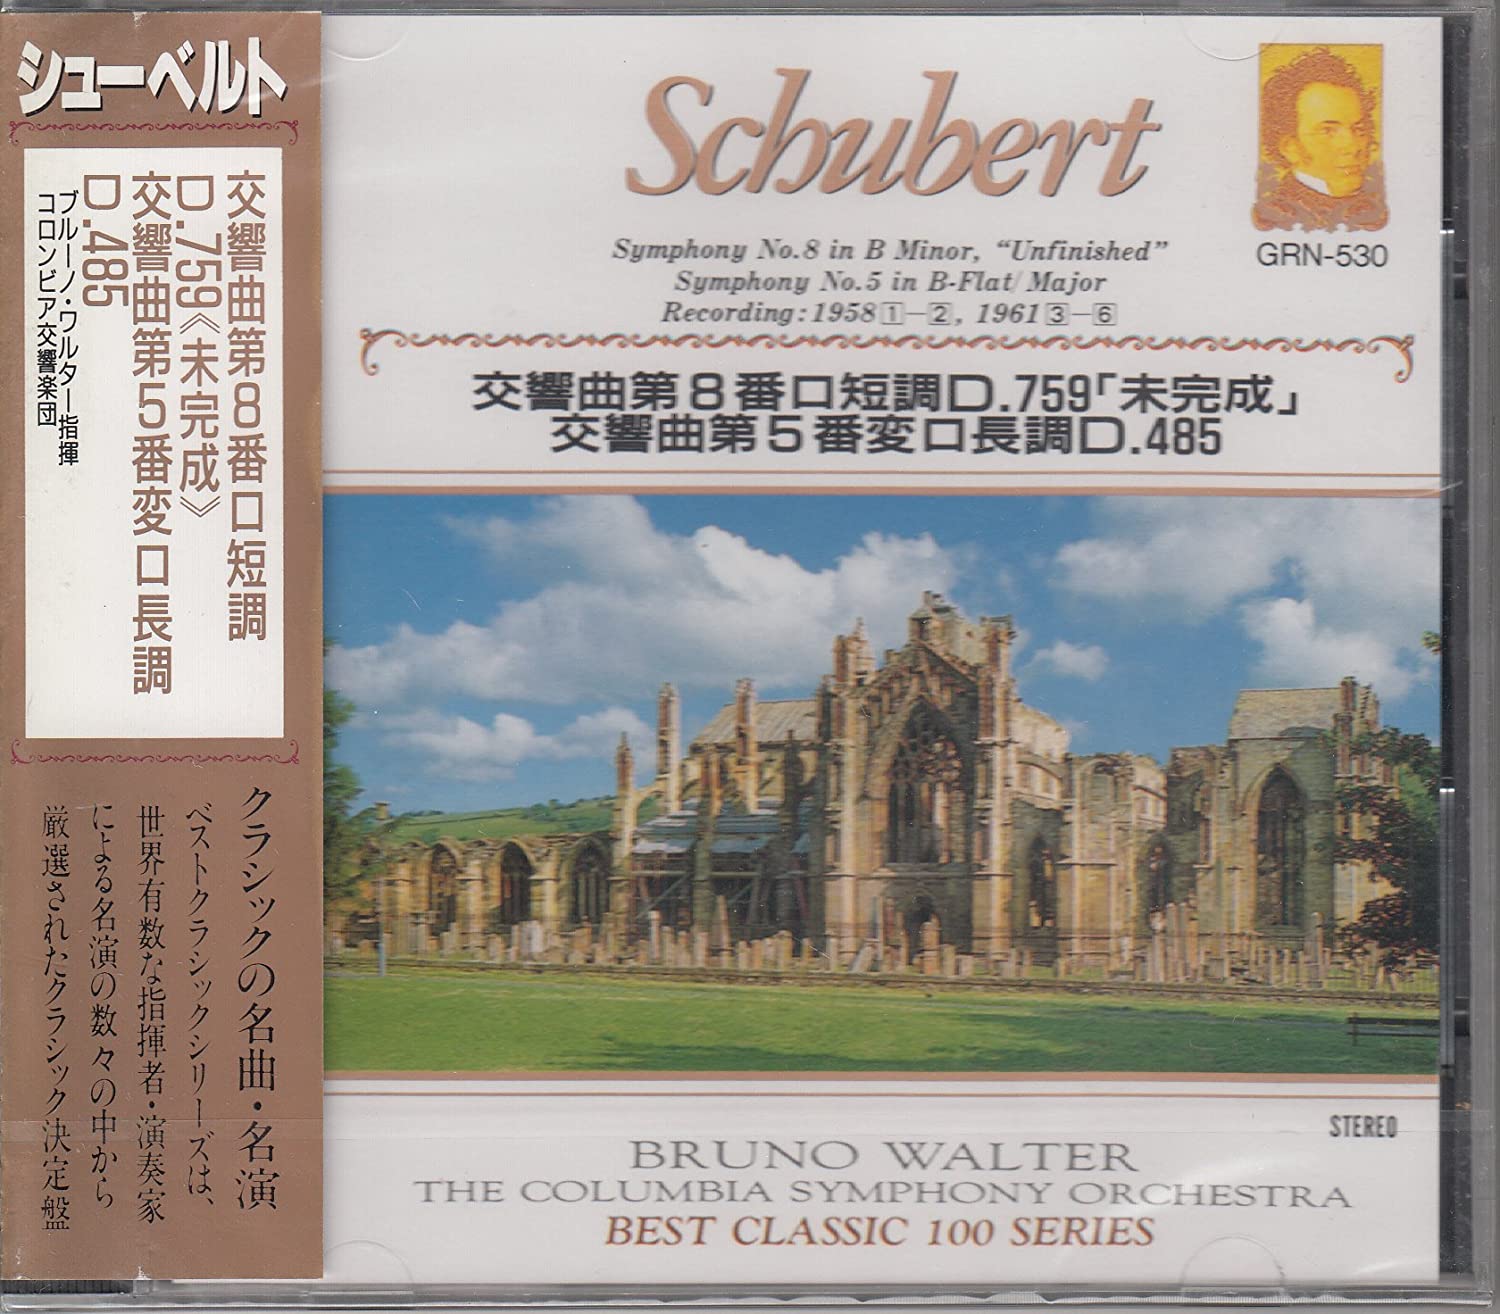 シューベルト
交響曲第8番ロ短調
D.759《未完成》
交響曲第5番変ロ長調
D.485
ブルーノ・ワルター指揮
コロンビア交響楽団
クラシックの名曲・名演
ベストクラシックシリーズは、
世界有数な指揮者・演奏家
による名演の数々の中から
厳選されたクラシック決定盤
Schubert
GRN-530
Symphony No.8 in B Minor, "Unfinished"
Symphony No.5 in B-Flat/ Major
Recording: 1958 1—2, 1961 3—6
交響曲第8番ロ短調D.759「未完成」
交響曲第5番変ロ長調D.485
STEREO
BRUNO WALTER
THE COLUMBIA SYMPHONY ORCHESTRA
BEST CLASSIC 100 SERIES